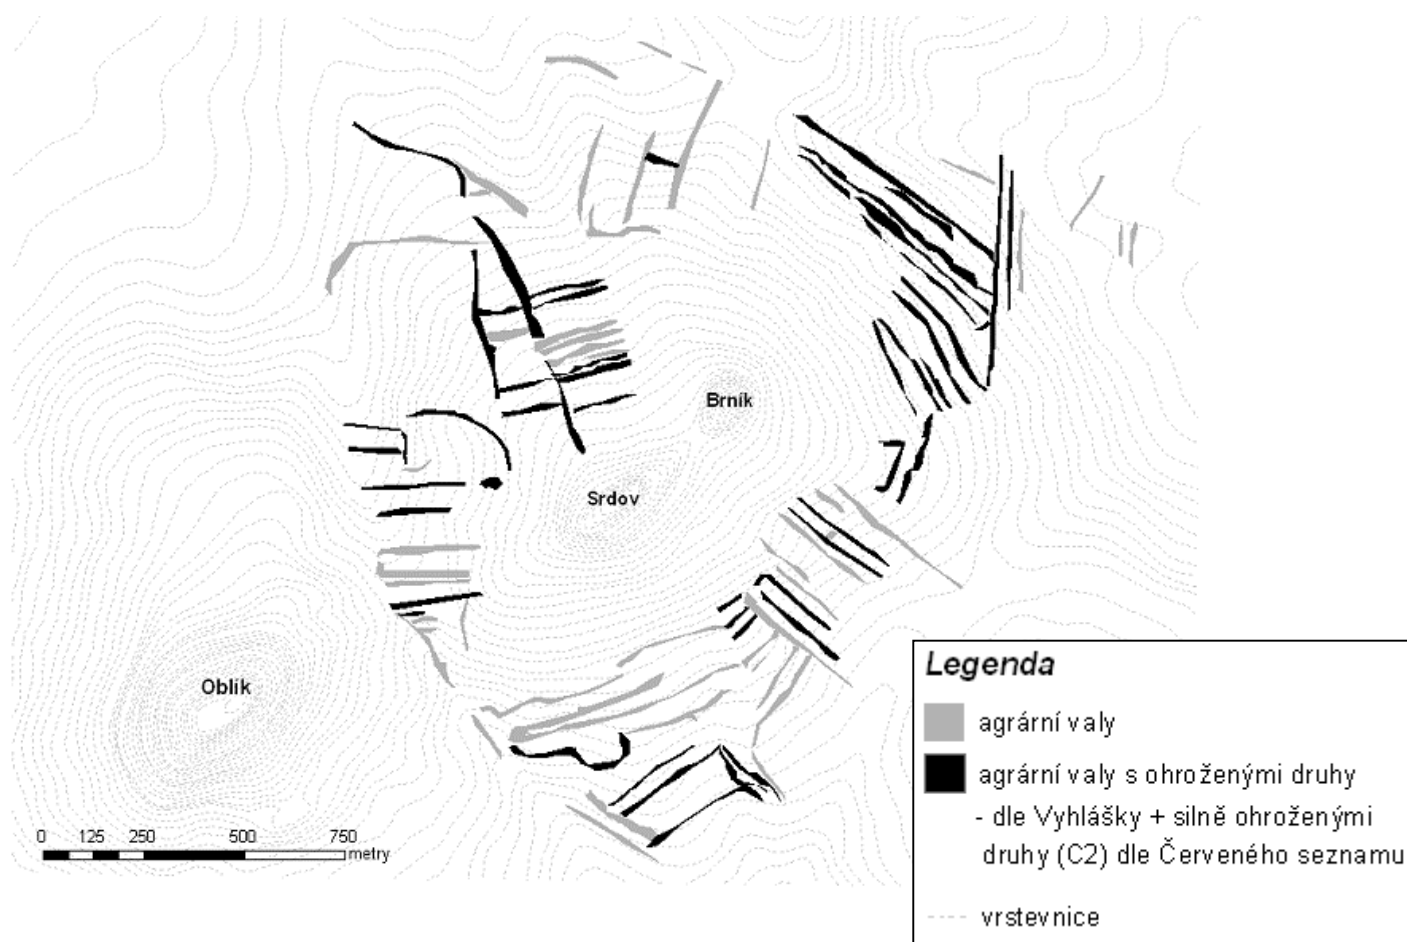 Brník
Srdov
Oblík
0 125 250 500 750
metry
Legenda
agrární valy
agrární valy s ohroženými druhy
- dle Vyhlášky + silně ohroženými
druhy (C2) dle Červeného seznamu
vrstevnice